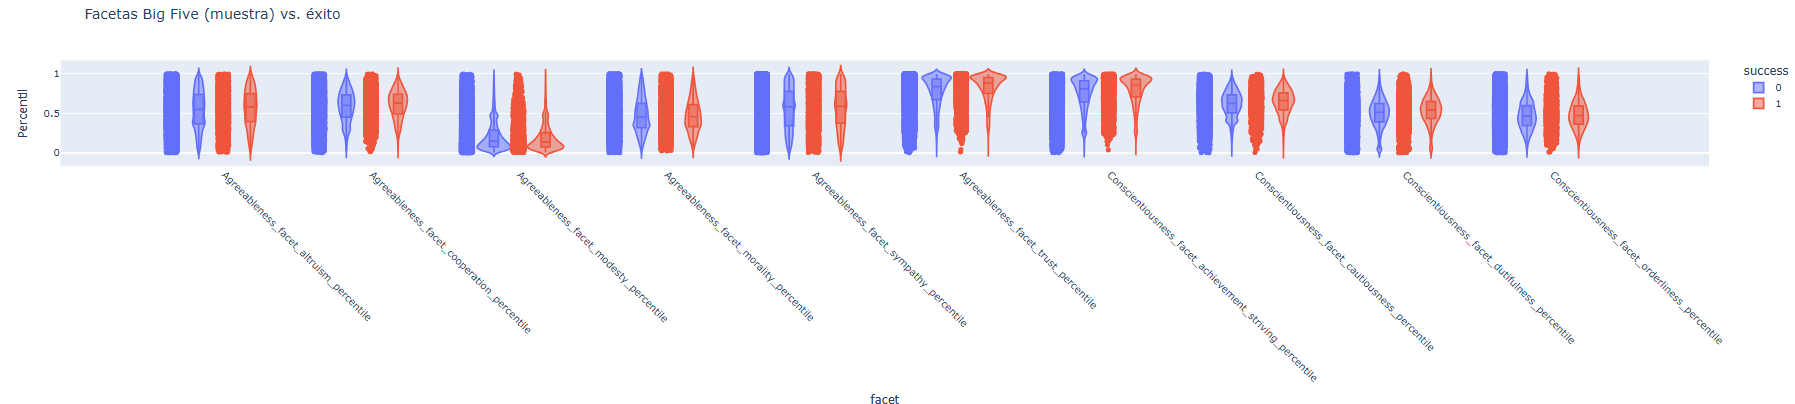 Facetas Big Five (muestra) vs. éxito
Percentil
1
0.5
0
success
0
1
Agreeableness_facet_altruism_percentile
Agreeableness_facet_cooperation_percentile
Agreeableness_facet_modesty_percentile
Agreeableness_facet_morality_percentile
Agreeableness_facet_sympathy_percentile
Agreeableness_facet_trust_percentile
Conscientiousness_facet_achievement_striving_percentile
Conscientiousness_facet_cautiousness_percentile
Conscientiousness_facet_dutifulness_percentile
Conscientiousness_facet_orderliness_percentile
facet